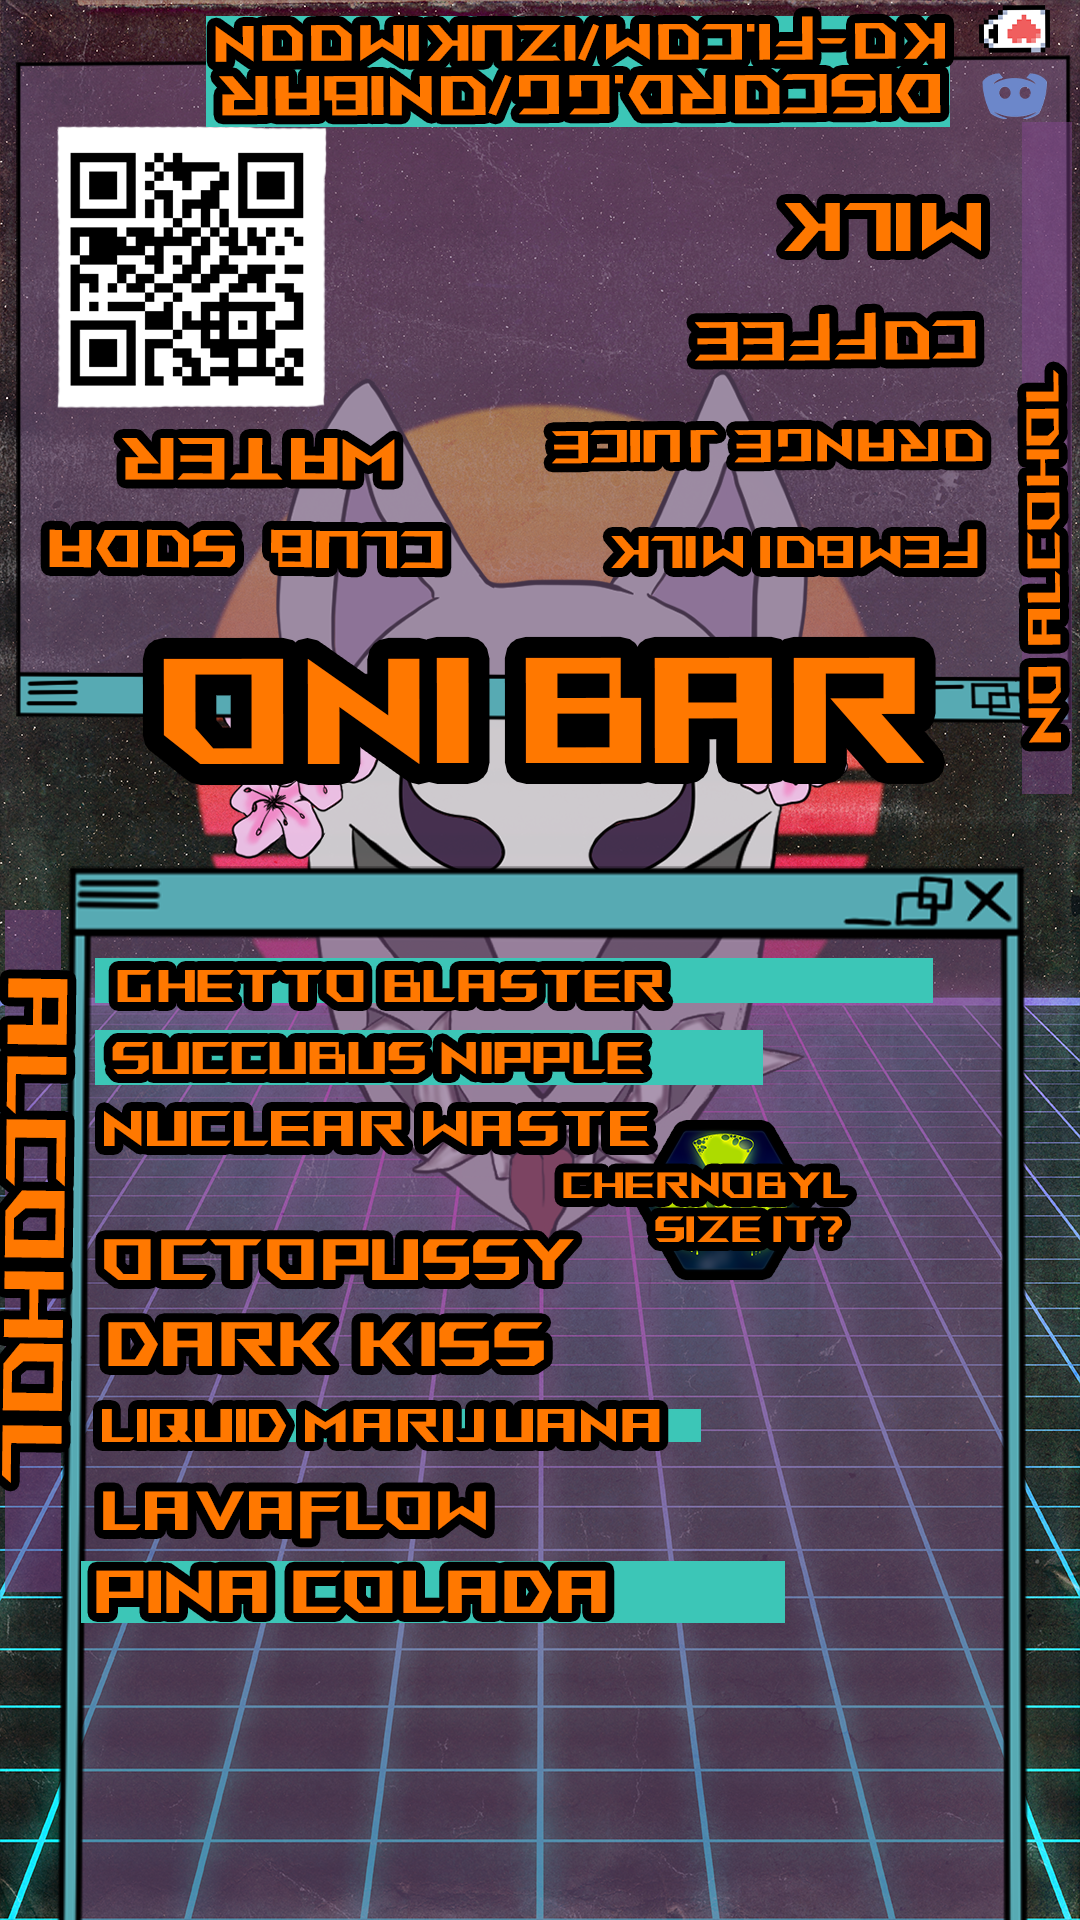 KO-FI.COM/IZUKIMOON
DISCORD.GG/ONIBAR
MILK
COFFEE
ORANGE JUICE
FEMBOI MILK
WATER
CLUB SODA
NO ALCOHOL
ONI BAR
ALCOHOL
GHETTO BLASTER
SUCCUBUS NIPPLE
NUCLEAR WASTE
CHERNOBYL
SIZE IT?
OCTOPUSSY
DARK KISS
LIQUID MARIJUANA
LAVAFLOW
PINA COLADA